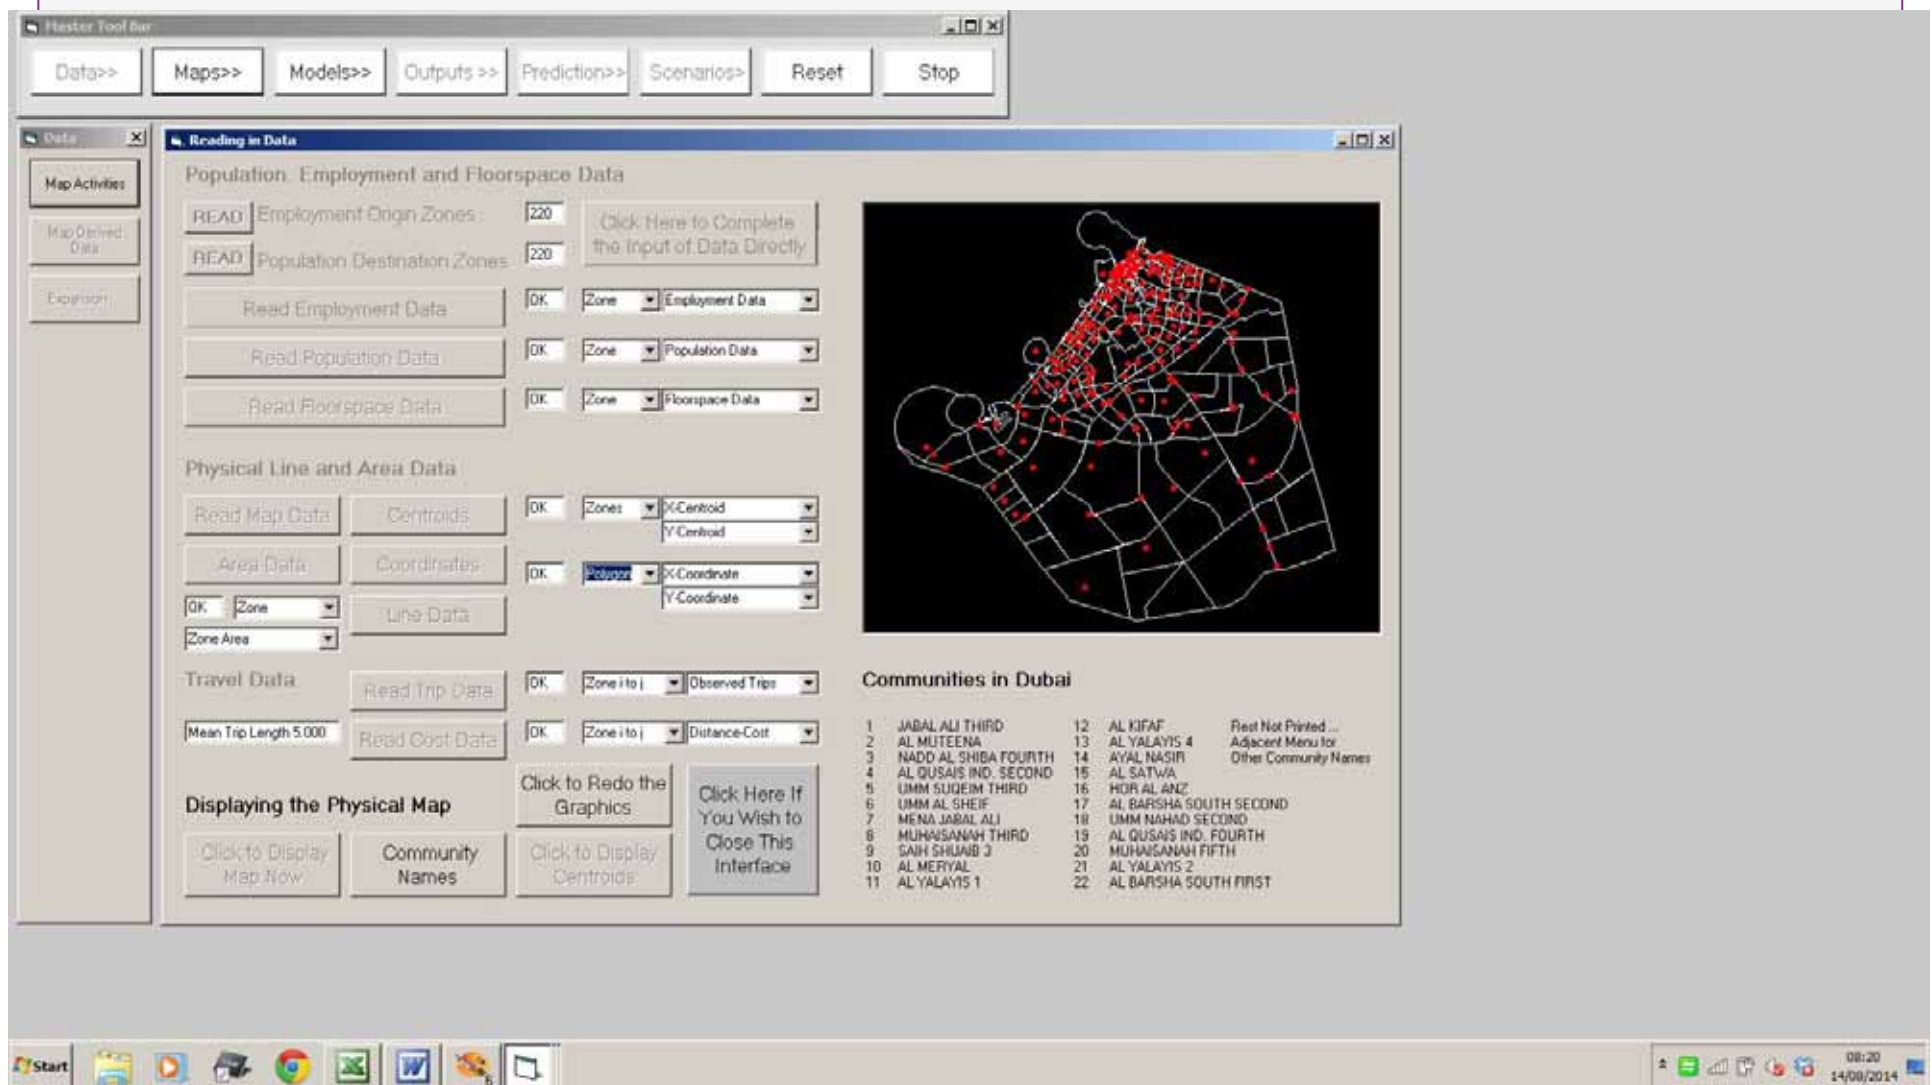 Master Tool Bar
Data>> Maps>> Models>> Outputs >> Prediction>> Scenarios> Reset Stop
Data
Map Activities
Map Derived
Data
Expansion
Reading in Data
Population. Employment and Floorspace Data
READ Employment Origin Zones 220
READ Population Destination Zones 220
Click Here to Complete
the Input of Data Directly
Read Employment Data OK Zone Employment Data
Read Population Data OK Zone Population Data
Read Floorspace Data OK Zone Floorspace Data
Physical Line and Area Data
Read Map Data Centroids OK Zones X-Centroid
Y-Centroid
Area Data Coordinates OK Polygon X-Coordinate
Y-Coordinate
OK Zone Line Data
Zone Area
Travel Data Read Trip Data OK Zone i to j Observed Trips
Mean Trip Length 5.000 Read Cost Data OK Zone i to j Distance-Cost
Displaying the Physical Map
Click to Redo the
Graphics
Click Here If
You Wish to
Close This
Interface
Click to Display
Map Now
Community
Names
Click to Display
Centroids
Communities in Dubai
1 JABAL ALI THIRD
2 AL MUTEENA
3 NADD AL SHIBA FOURTH
4 AL QUSAIS IND. SECOND
5 UMM SUQEIM THIRD
6 UMM AL SHEIF
7 MENA JABAL ALI
8 MUHAISANAH THIRD
9 SAIH SHUAIB 3
10 AL MERYAL
11 AL YALAYIS 1
12 AL KIFAF
13 AL YALAYIS 4
14 AYAL NASIR
15 AL SATWA
16 HOR AL ANZ
17 AL BARSHA SOUTH SECOND
18 UMM NAHAD SECOND
19 AL QUSAIS IND. FOURTH
20 MUHAISANAH FIFTH
21 AL YALAYIS 2
22 AL BARSHA SOUTH FIRST
Rest Not Printed ...
Adjacent Menu for
Other Community Names
Start
08:20
14/08/2014